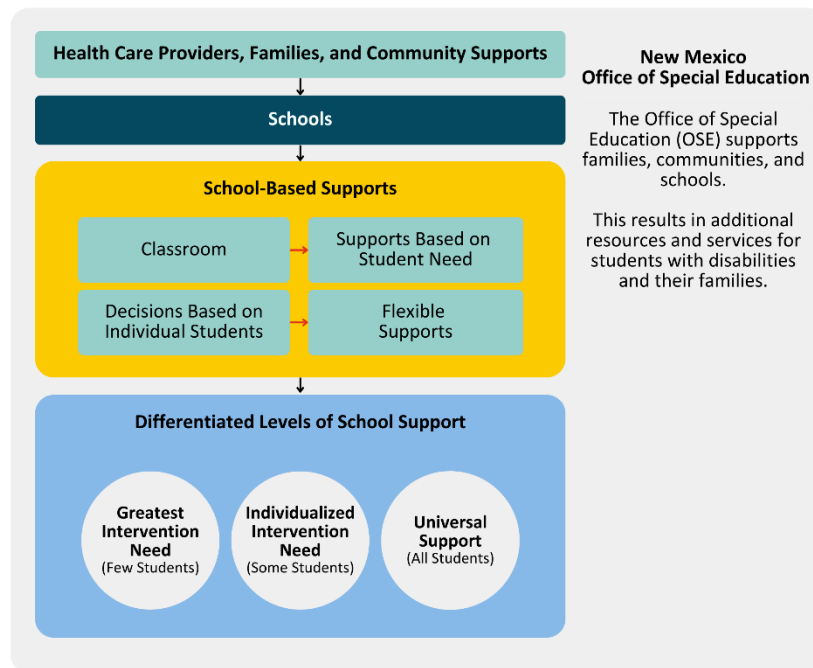 Health Care Providers, Families, and Community Supports
Schools
School-Based Supports
Classroom
Supports Based on
Student Need
Decisions Based on
Individual Students
Flexible
Supports
Differentiated Levels of School Support
Greatest
Intervention
Need
(Few Students)
Individualized
Intervention
Need
(Some Students)
Universal
Support
(All Students)
New Mexico
Office of Special Education
The Office of Special
Education (OSE) supports
families, communities, and
schools.
This results in additional
resources and services for
students with disabilities
and their families.